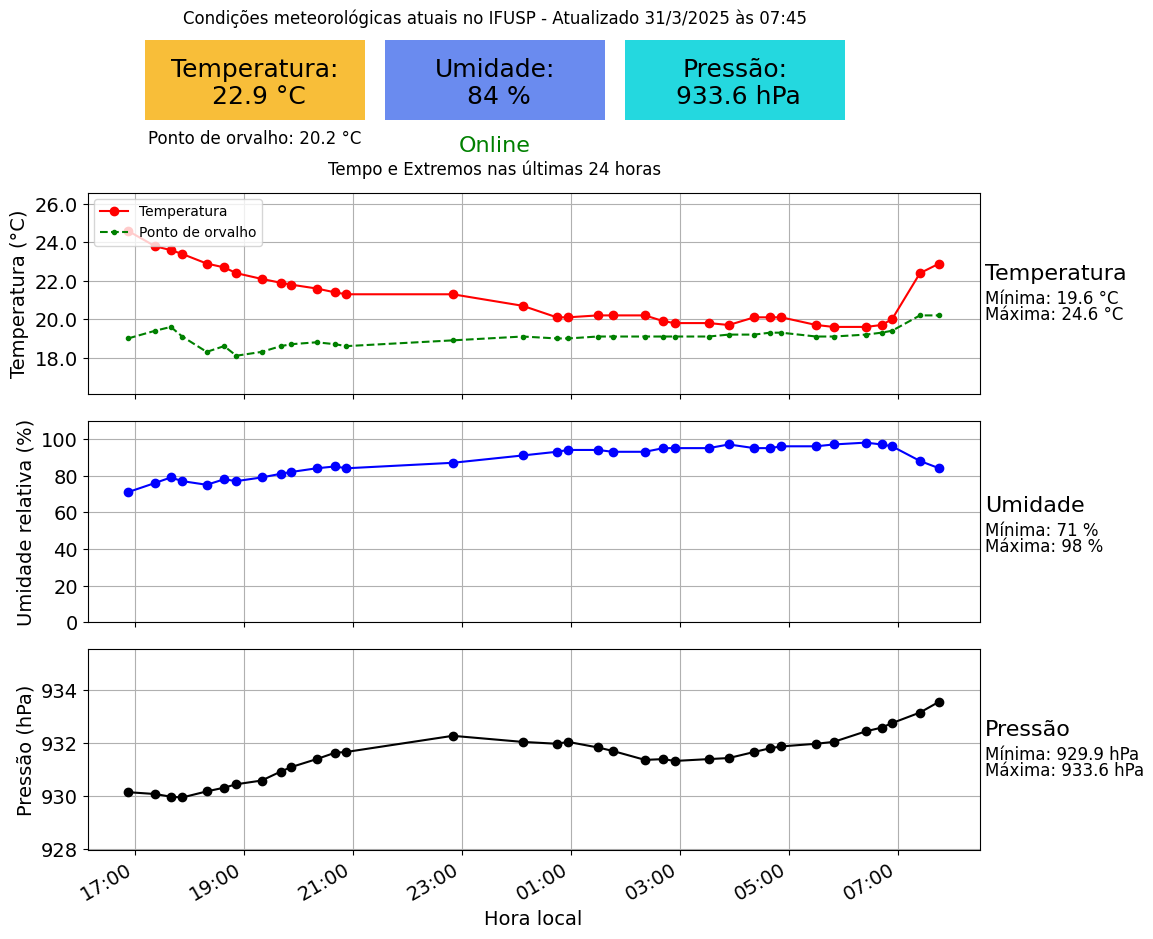 Condições meteorológicas atuais no IFUSP - Atualizado 31/3/2025 às 07:45
Temperatura:
22.9 °C
Umidade:
84 %
Pressão:
933.6 hPa
Ponto de orvalho: 20.2 °C
Online
Tempo e Extremos nas últimas 24 horas
Temperatura (°C)
26.0
24.0
22.0
20.0
18.0
Temperatura
Ponto de orvalho
Temperatura
Mínima: 19.6 °C
Máxima: 24.6 °C
Umidade relativa (%)
100
80
60
40
20
0
Umidade
Mínima: 71 %
Máxima: 98 %
Pressão (hPa)
934
932
930
928
Pressão
Mínima: 929.9 hPa
Máxima: 933.6 hPa
17:00
19:00
21:00
23:00
01:00
03:00
05:00
07:00
Hora local